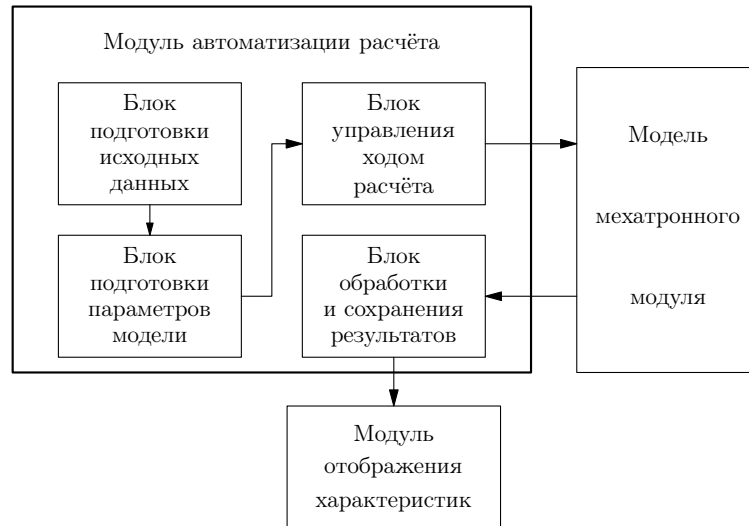 Модуль автоматизации расчёта
Блок
подготовки
исходных
данных
Блок
подготовки
параметров
модели
Блок
управления
ходом
расчёта
Блок
обработки
и сохранения
результатов
Модель
мехатронного
модуля
Модуль
отображения
характеристик